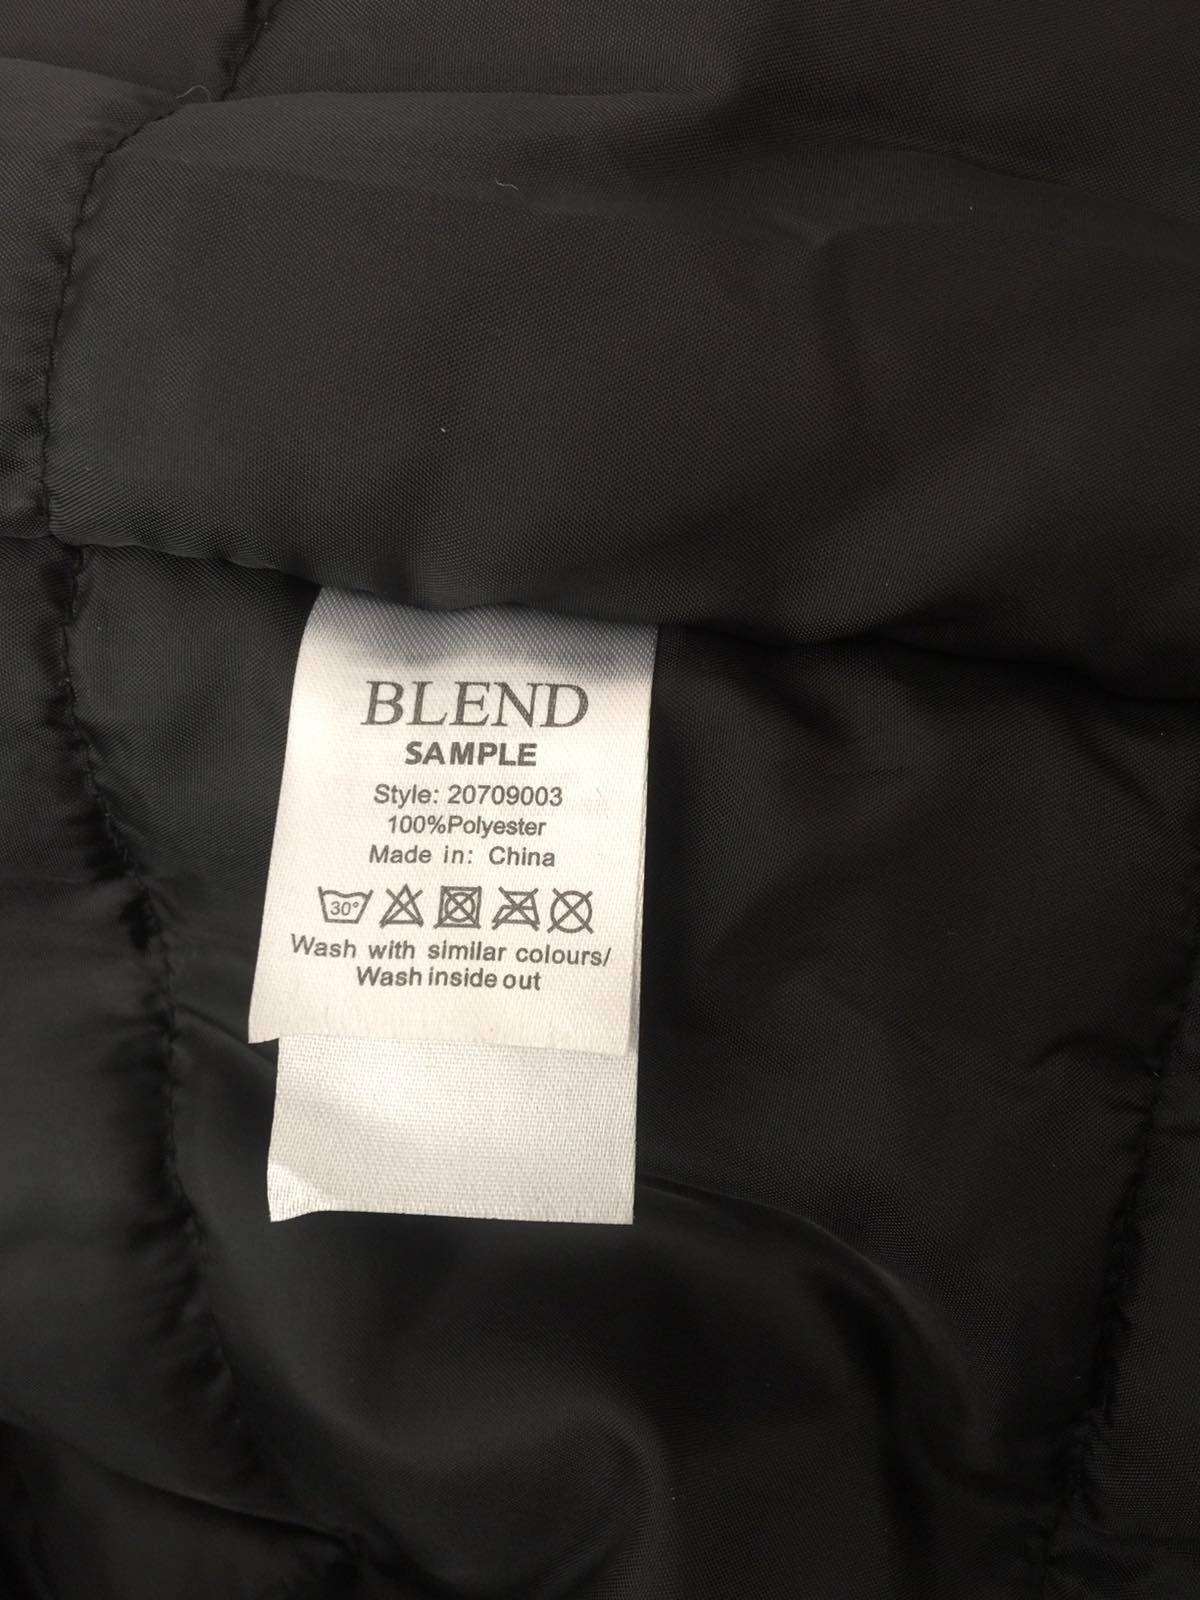 BLEND
SAMPLE
Style: 20709003
100%Polyester
Made in: China
30°
Wash with similar colours/
Wash inside out